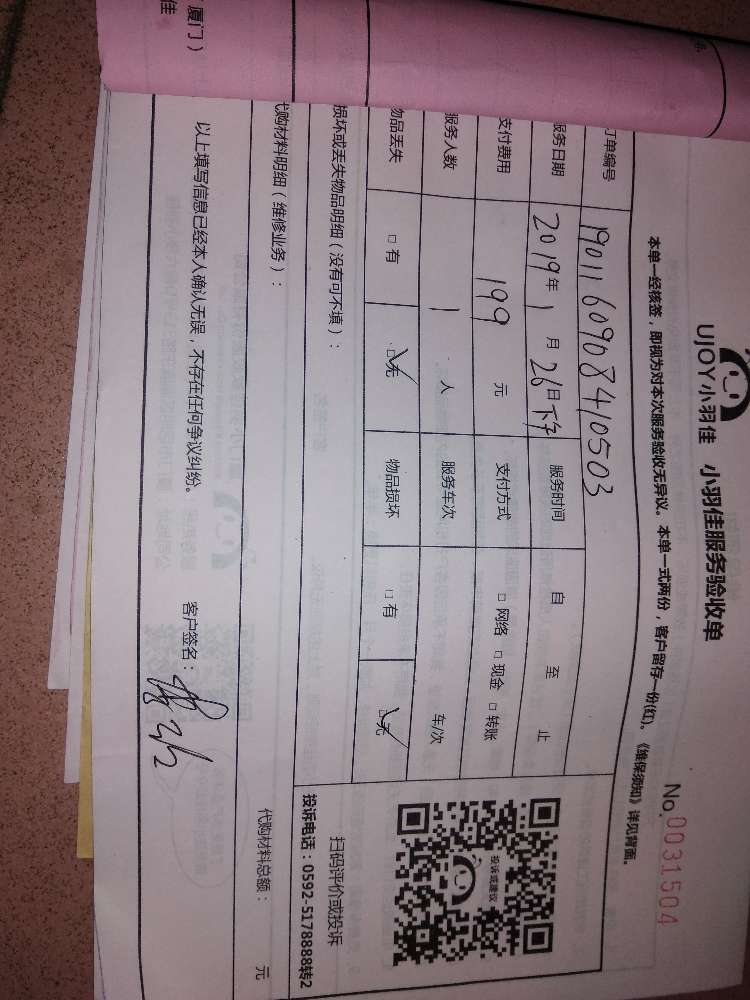 厦门）
佳
UJOY小羽佳 小羽佳服务验收单
No.0031504
本单一经核签，即视为对本次服务验收无异议。本单一式两份，客户留存一份(红)。《维保须知》详见背面。
订单编号 1901160908410503
服务日期 2019年1月26日下午 服务时间 自 至 止
支付费用 199 元 支付方式 □ 网络 □ 现金 □ 转账
服务人数 1 人 服务车次 车/次
物品丢失 □ 有 ☑无 物品损坏 □ 有 ☑无
投诉或建议
扫码评价或投诉
投诉电话：0592-5178888转2
损坏或丢失物品明细（没有可不填）：
代购材料明细（维修业务）： 代购材料总额： 元
以上填写信息已经本人确认无误，不存在任何争议纠纷。 客户签名：